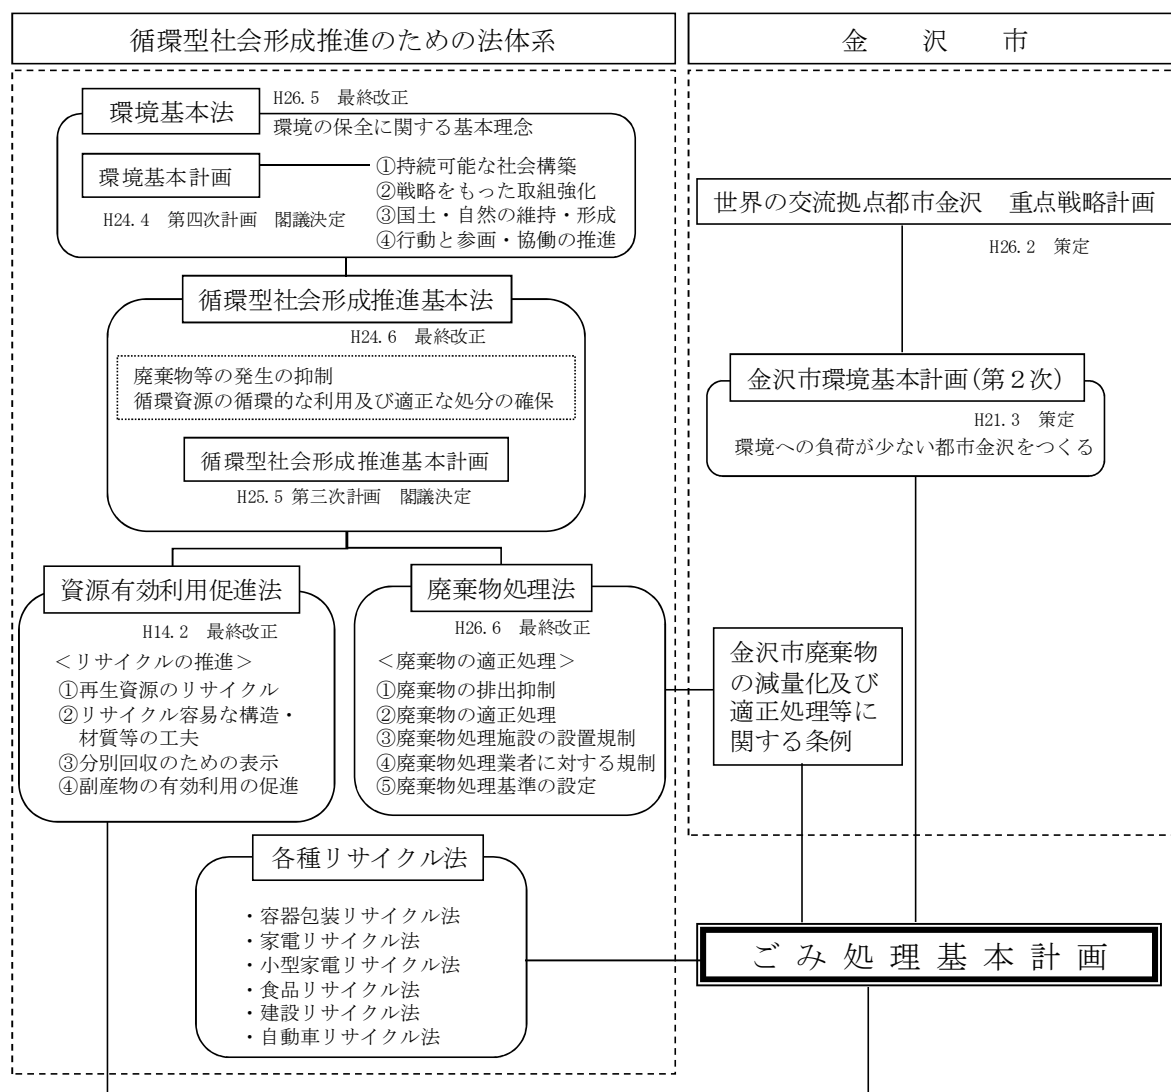 循環型社会形成推進のための法体系
環境基本法
H26.5 最終改正
環境の保全に関する基本理念
環境基本計画
①持続可能な社会構築
②戦略をもった取組強化
③国土・自然の維持・形成
④行動と参画・協働の推進
H24.4 第四次計画 閣議決定
循環型社会形成推進基本法
H24.6 最終改正
廃棄物等の発生の抑制
循環資源の循環的な利用及び適正な処分の確保
循環型社会形成推進基本計画
H25.5 第三次計画 閣議決定
資源有効利用促進法
H14.2 最終改正
<リサイクルの推進>
①再生資源のリサイクル
②リサイクル容易な構造・
材質等の工夫
③分別回収のための表示
④副産物の有効利用の促進
廃棄物処理法
H26.6 最終改正
<廃棄物の適正処理>
①廃棄物の排出抑制
②廃棄物の適正処理
③廃棄物処理施設の設置規制
④廃棄物処理業者に対する規制
⑤廃棄物処理基準の設定
各種リサイクル法
・容器包装リサイクル法
・家電リサイクル法
・小型家電リサイクル法
・食品リサイクル法
・建設リサイクル法
・自動車リサイクル法
金沢市
世界の交流拠点都市金沢 重点戦略計画
H26.2 策定
金沢市環境基本計画(第2次)
H21.3 策定
環境への負荷が少ない都市金沢をつくる
金沢市廃棄物
の減量化及び
適正処理等に
関する条例
ごみ処理基本計画